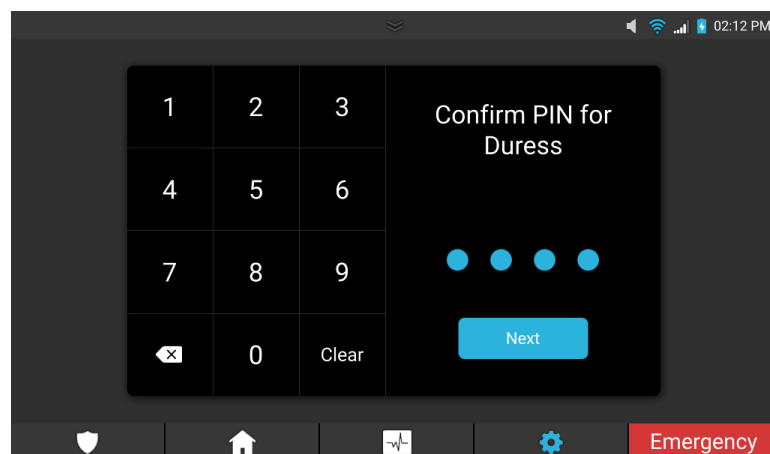 02:12 PM
1 2 3
Confirm PIN for
Duress
4 5 6
7 8 9
0 Clear
Next
Emergency